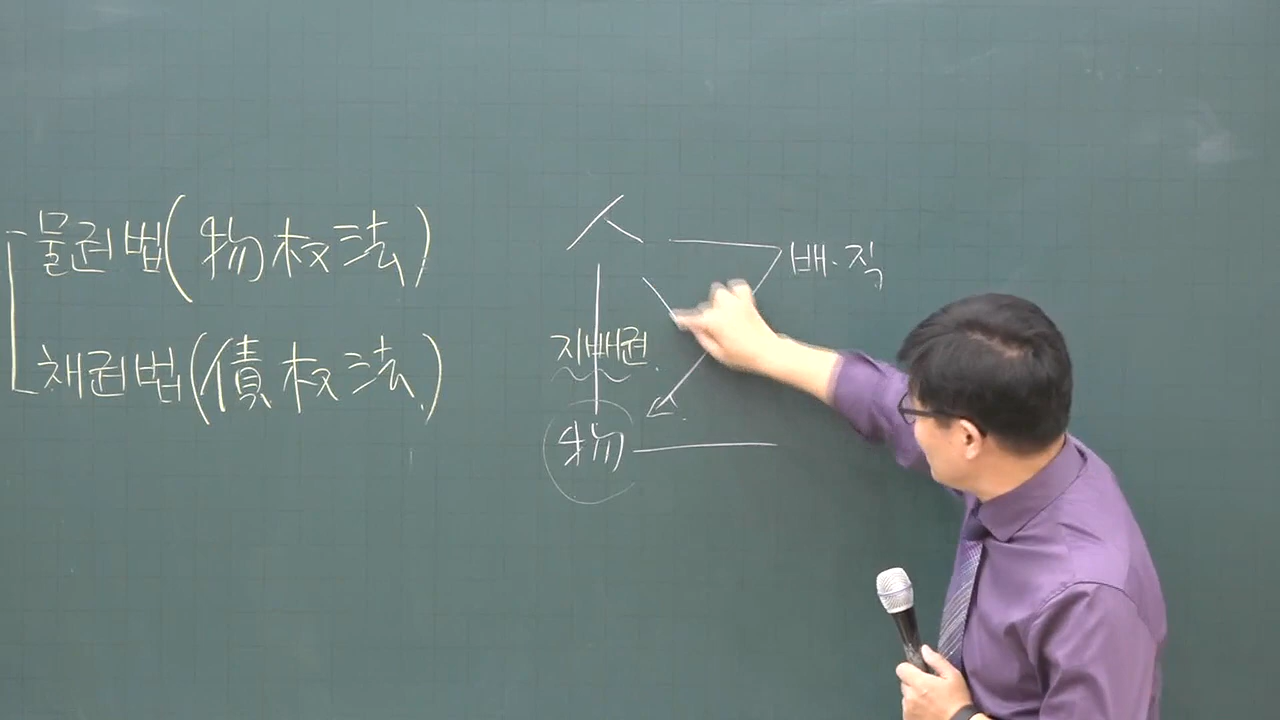 물권법(物权法)
채권법(債权法)
人
배·직
지배권
物